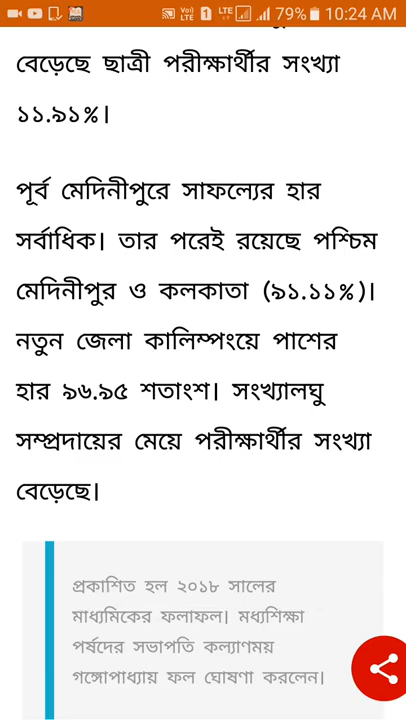 79% 10:24 AM
বেড়েছে ছাত্রী পরীক্ষার্থীর সংখ্যা
১১.৯১%।
পূর্ব মেদিনীপুরে সাফল্যের হার
সর্বাধিক। তার পরেই রয়েছে পশ্চিম
মেদিনীপুর ও কলকাতা (৯১.১১%)।
নতুন জেলা কালিম্পংয়ে পাশের
হার ৯৬.৯৫ শতাংশ। সংখ্যালঘু
সম্প্রদায়ের মেয়ে পরীক্ষার্থীর সংখ্যা
বেড়েছে।
প্রকাশিত হল ২০১৮ সালের
মাধ্যমিকের ফলাফল। মধ্যশিক্ষা
পর্ষদের সভাপতি কল্যাণময়
গঙ্গোপাধ্যায় ফল ঘোষণা করলেন।